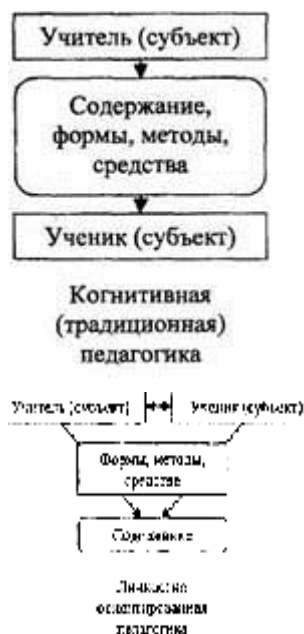 Учитель (субъект)
Содержание,
формы, методы,
средства
Ученик (субъект)
Когнитивная
(традиционная)
педагогика
Учитель (субъект) Ученик (субъект)
Формы, методы,
средства
Содержание
Личностно
ориентированная
педагогика